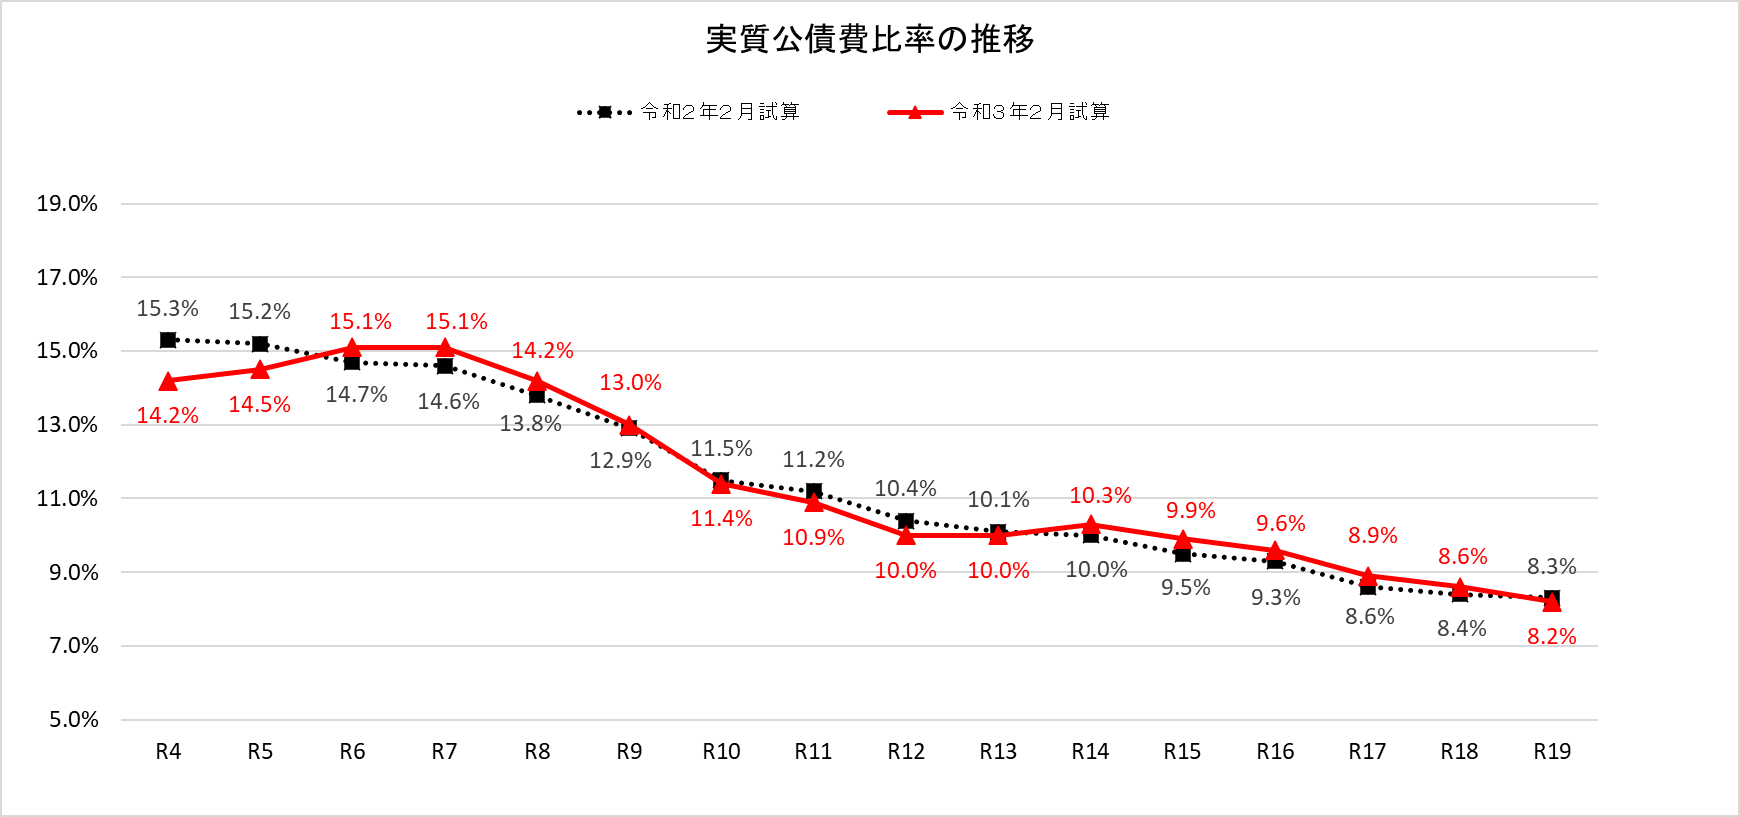 実質公債費比率の推移
令和2年2月試算 令和3年2月試算
19.0%
17.0%
15.3% 15.2% 15.1% 15.1%
15.0% 14.2%
14.2% 14.5% 14.7% 14.6% 13.8% 13.0%
13.0%
12.9% 11.5% 11.2%
11.0% 10.4% 10.1% 10.3% 9.9% 9.6% 8.9% 8.6% 8.3%
11.4% 10.9% 10.0% 10.0% 10.0% 9.5% 9.3% 8.6% 8.4% 8.2%
9.0%
7.0%
5.0%
R4 R5 R6 R7 R8 R9 R10 R11 R12 R13 R14 R15 R16 R17 R18 R19